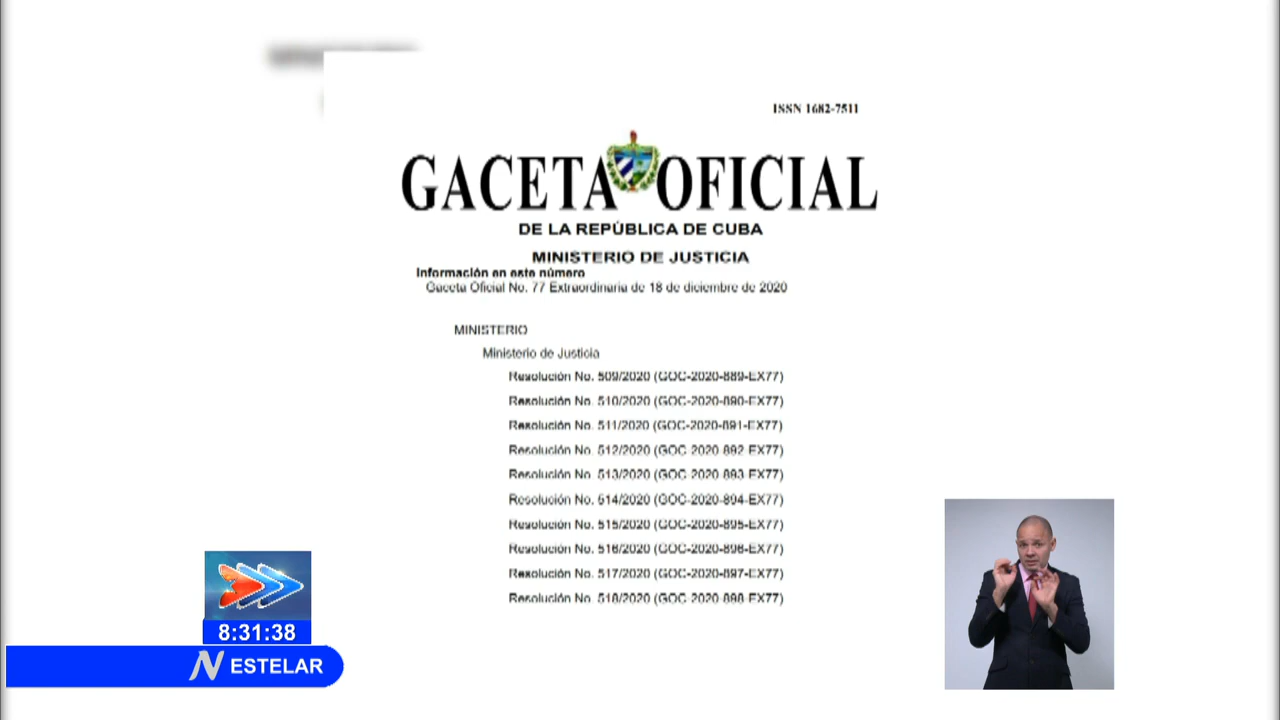 ISSN 1682-7511
GACETA OFICIAL
DE LA REPÚBLICA DE CUBA
MINISTERIO DE JUSTICIA
Información en este número
Gaceta Oficial No. 77 Extraordinaria de 18 de diciembre de 2020
MINISTERIO
Ministerio de Justicia
Resolución No. 509/2020 (GOC-2020-889-EX77)
Resolución No. 510/2020 (GOC-2020-890-EX77)
Resolución No. 511/2020 (GOC-2020-891-EX77)
Resolución No. 512/2020 (GOC-2020-892-EX77)
Resolución No. 513/2020 (GOC-2020-893-EX77)
Resolución No. 514/2020 (GOC-2020-894-EX77)
Resolución No. 515/2020 (GOC-2020-895-EX77)
Resolución No. 516/2020 (GOC-2020-896-EX77)
Resolución No. 517/2020 (GOC-2020-897-EX77)
Resolución No. 518/2020 (GOC-2020-898-EX77)
8:31:38
N ESTELAR